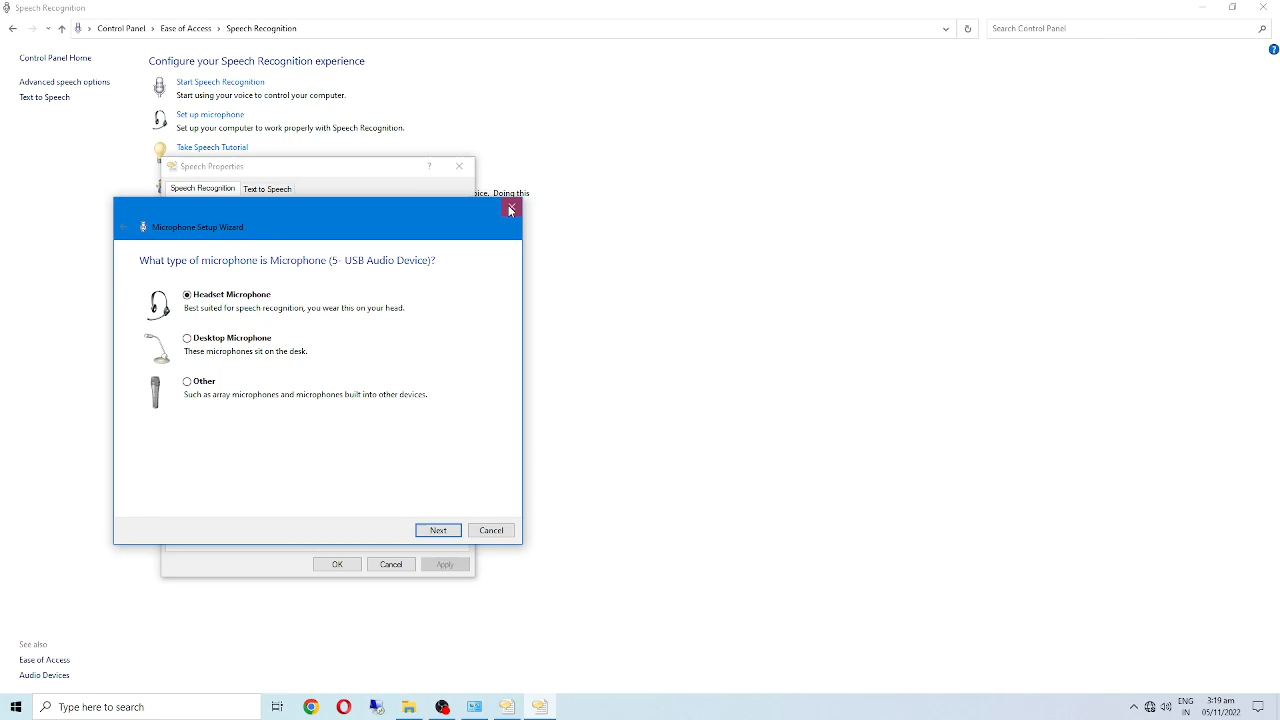 Speech Recognition
Control Panel > Ease of Access > Speech Recognition
Search Control Panel
Control Panel Home
Advanced speech options
Text to Speech
Configure your Speech Recognition experience
Start Speech Recognition
Start using your voice to control your computer.
Set up microphone
Set up your computer to work properly with Speech Recognition.
Take Speech Tutorial
Speech Properties
?
Speech Recognition
Text to Speech
Doing this
Microphone Setup Wizard
What type of microphone is Microphone (5- USB Audio Device)?
Headset Microphone
Best suited for speech recognition, you wear this on your head.
Desktop Microphone
These microphones sit on the desk.
Other
Such as array microphones and microphones built into other devices.
Next
Cancel
OK
Cancel
Apply
See also
Ease of Access
Audio Devices
Type here to search
ENG
IN
3:19 am
05/11/2022